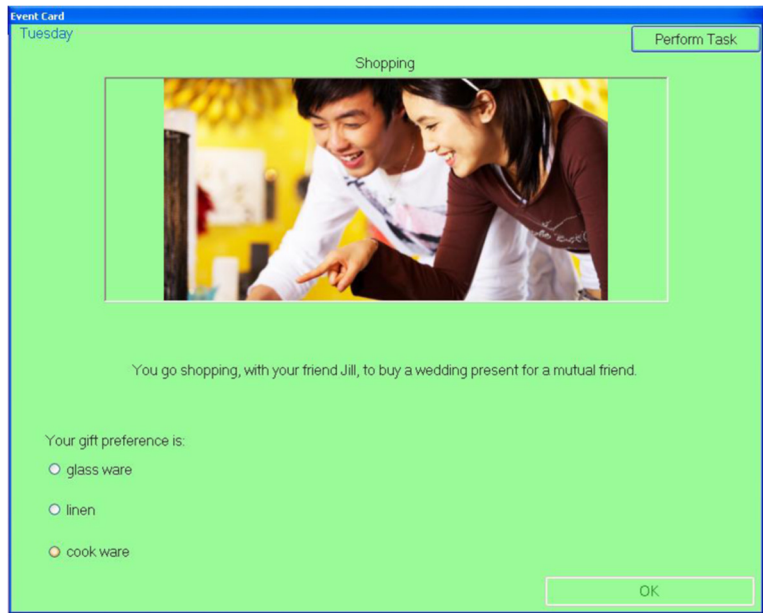 Event Card
Tuesday
Perform Task
Shopping
You go shopping, with your friend Jill, to buy a wedding present for a mutual friend.
Your gift preference is:
glass ware
linen
cook ware
OK